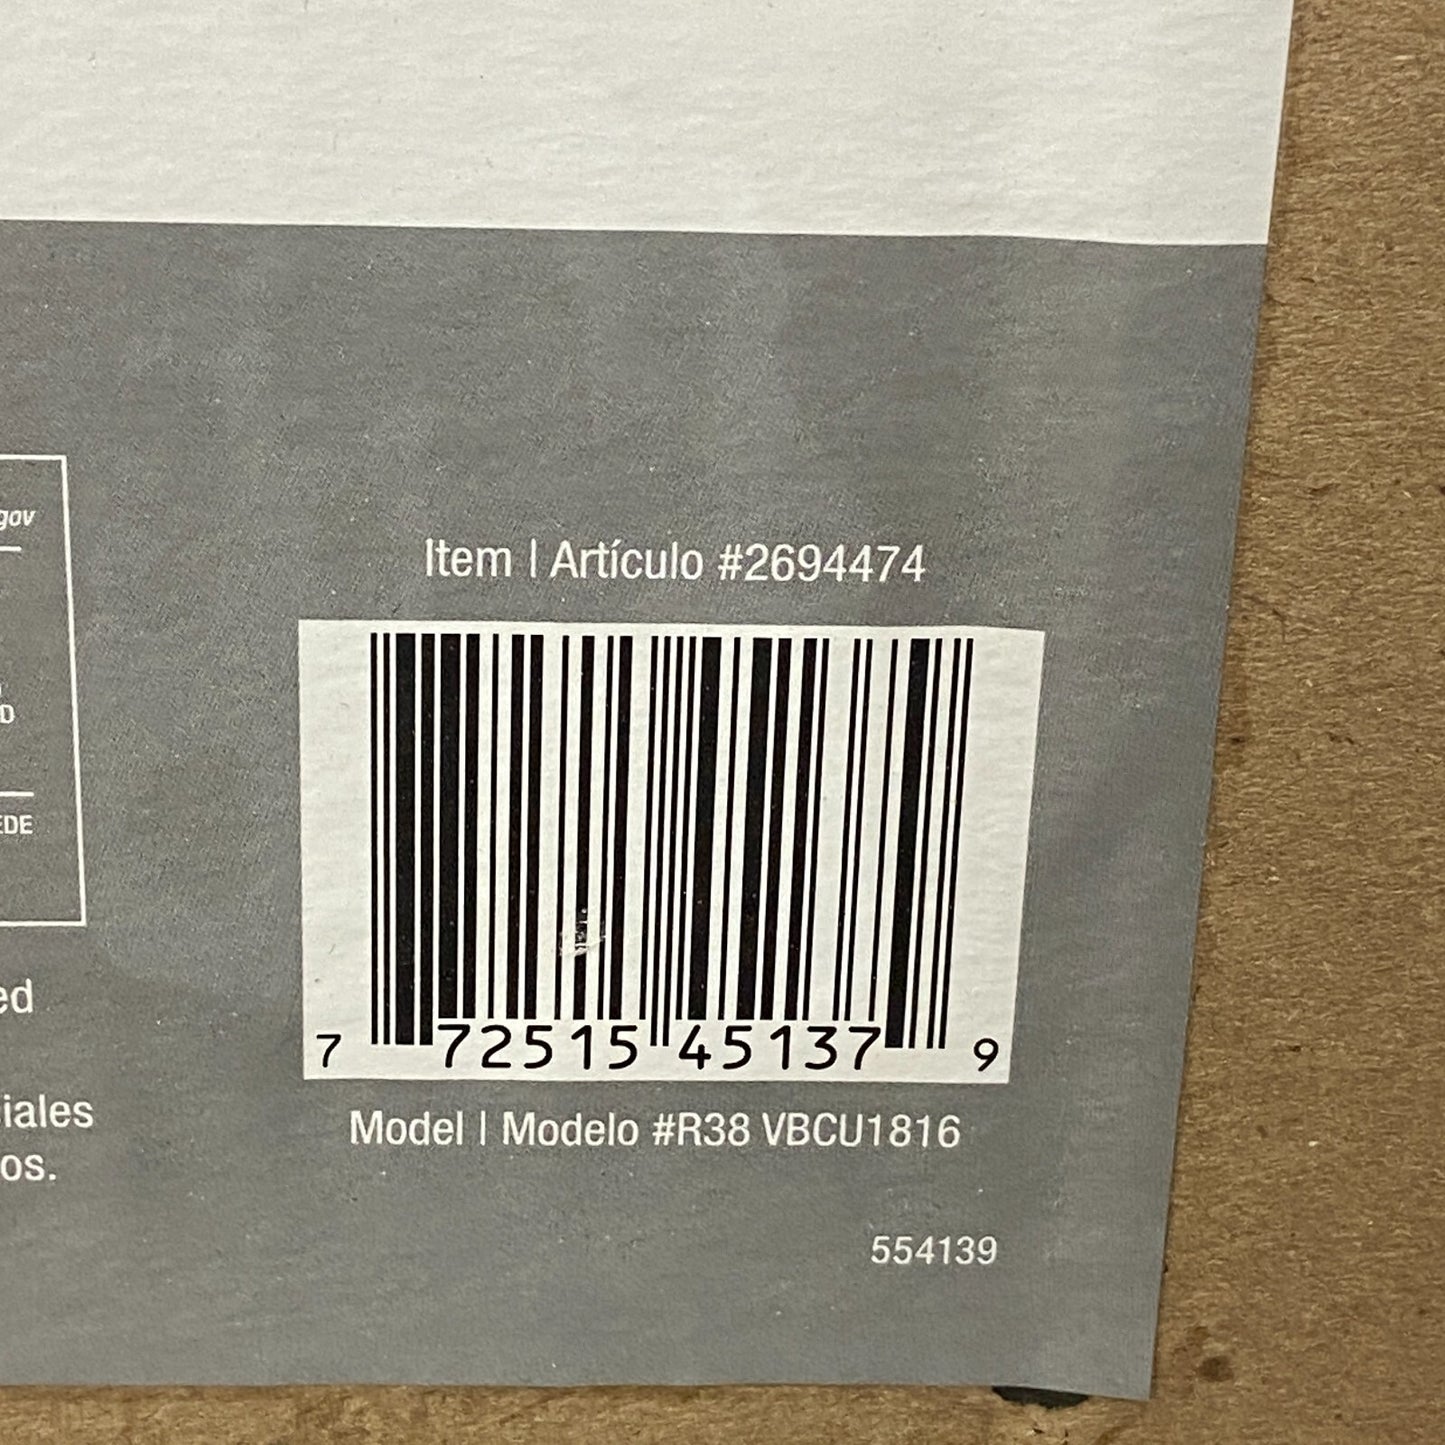 gov
D
EDE
ed
iales
os.
Item | Artículo #2694474
7 72515 45137 9
Model | Modelo #R38 VBCU1816
554139